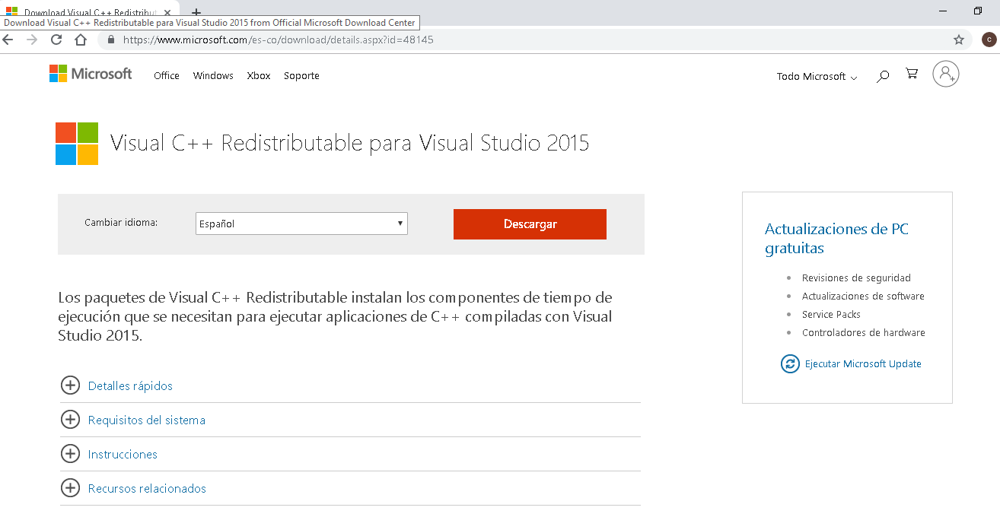 Download Visual C++ Redistribut
Download Visual C++ Redistributable para Visual Studio 2015 from Official Microsoft Download Center
https://www.microsoft.com/es-co/download/details.aspx?id=48145
C
Microsoft
Office Windows Xbox Soporte
Todo Microsoft
Visual C++ Redistributable para Visual Studio 2015
Cambiar idioma:
Español
Descargar
Los paquetes de Visual C++ Redistributable instalan los componentes de tiempo de
ejecución que se necesitan para ejecutar aplicaciones de C++ compiladas con Visual
Studio 2015.
Detalles rápidos
Requisitos del sistema
Instrucciones
Recursos relacionados
Actualizaciones de PC
gratuitas
Revisiones de seguridad
Actualizaciones de software
Service Packs
Controladores de hardware
Ejecutar Microsoft Update